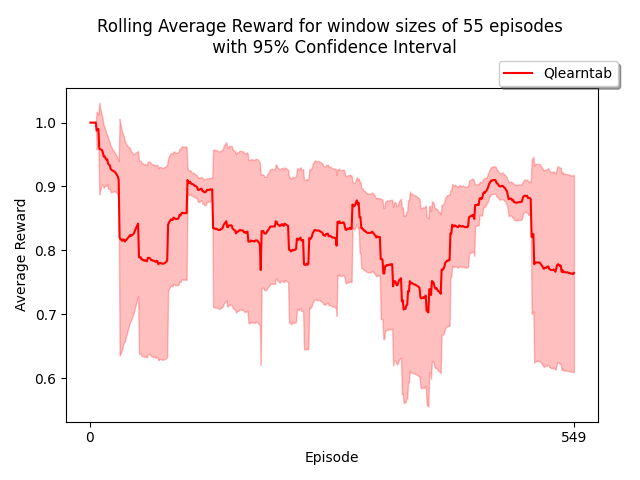 Rolling Average Reward for window sizes of 55 episodes
with 95% Confidence Interval
Qlearntab
Average Reward
1.0
0.9
0.8
0.7
0.6
0
549
Episode